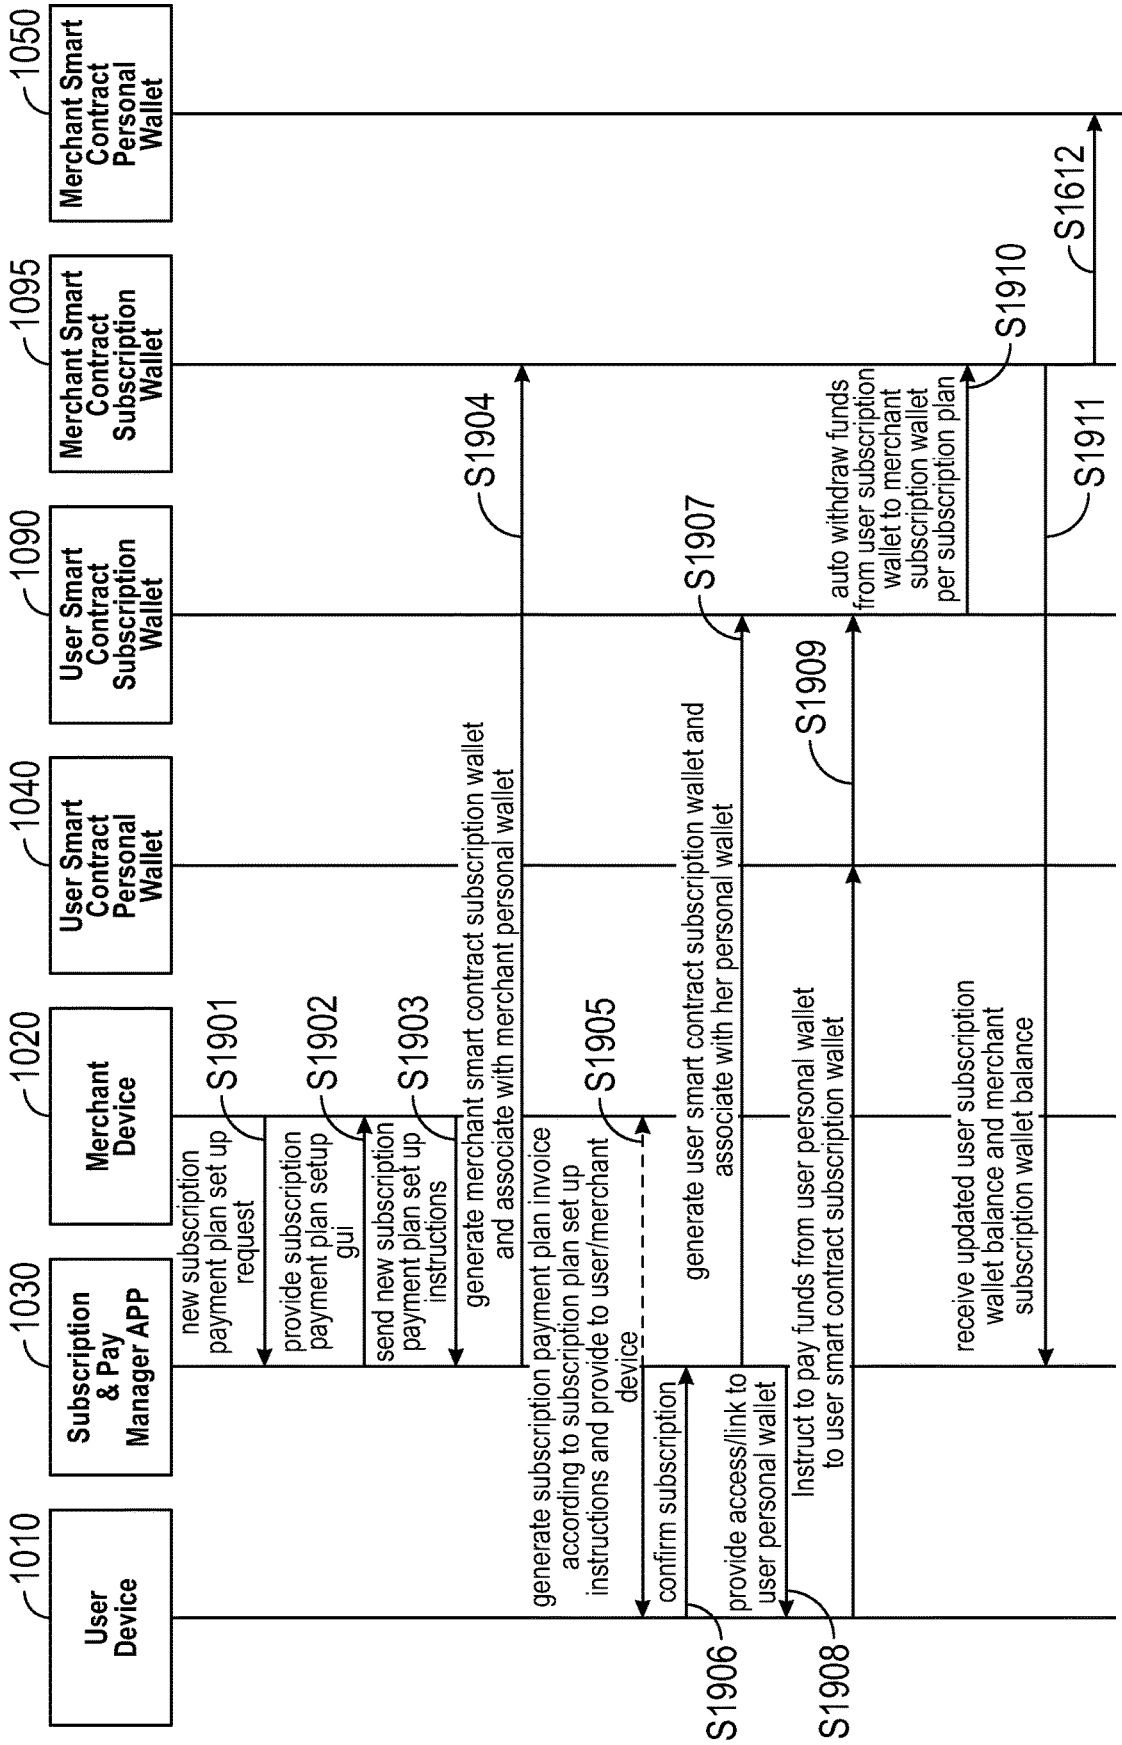 1010
User
Device
1030
Subscription
& Pay
Manager APP
1020
Merchant
Device
1040
User Smart
Contract
Personal
Wallet
1090
User Smart
Contract
Subscription
Wallet
1095
Merchant Smart
Contract
Subscription
Wallet
1050
Merchant Smart
Contract
Personal
Wallet
new subscription
payment plan set up
request
S1901
provide subscription
payment plan setup
gui
S1902
send new subscription
payment plan set up
instructions
S1903
generate merchant smart contract subscription wallet
and associate with merchant personal wallet
S1904
generate subscription payment plan invoice
according to subscription plan set up
instructions and provide to user/merchant
device
S1905
confirm subscription
S1906
generate user smart contract subscription wallet and
associate with her personal wallet
S1907
provide access/link to
user personal wallet
S1908
Instruct to pay funds from user personal wallet
to user smart contract subscription wallet
S1909
auto withdraw funds
from user subscription
wallet to merchant
subscription wallet
per subscription plan
S1910
receive updated user subscription
wallet balance and merchant
subscription wallet balance
S1911
S1612